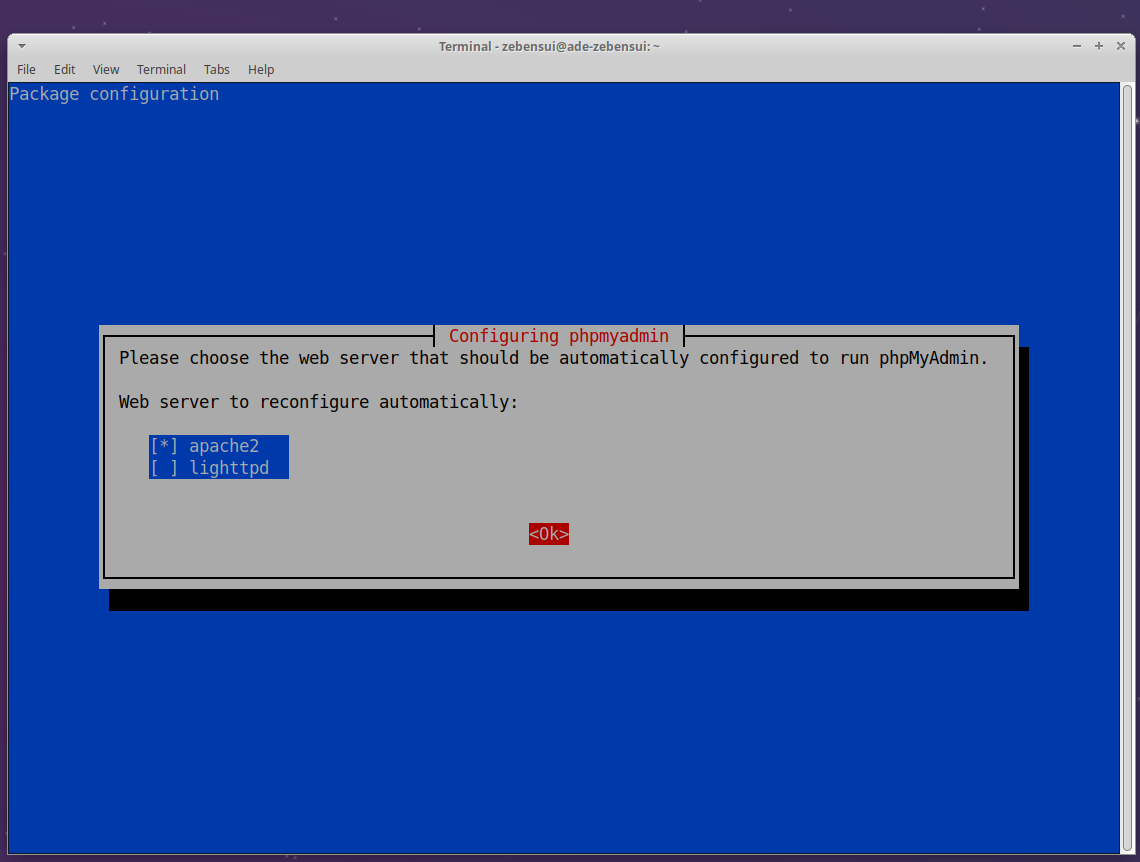 Terminal - zebensui@ade-zebensui: ~
File Edit View Terminal Tabs Help
Package configuration
Configuring phpmyadmin
Please choose the web server that should be automatically configured to run phpMyAdmin.
Web server to reconfigure automatically:
[*] apache2
[ ] lighttpd
<Ok>